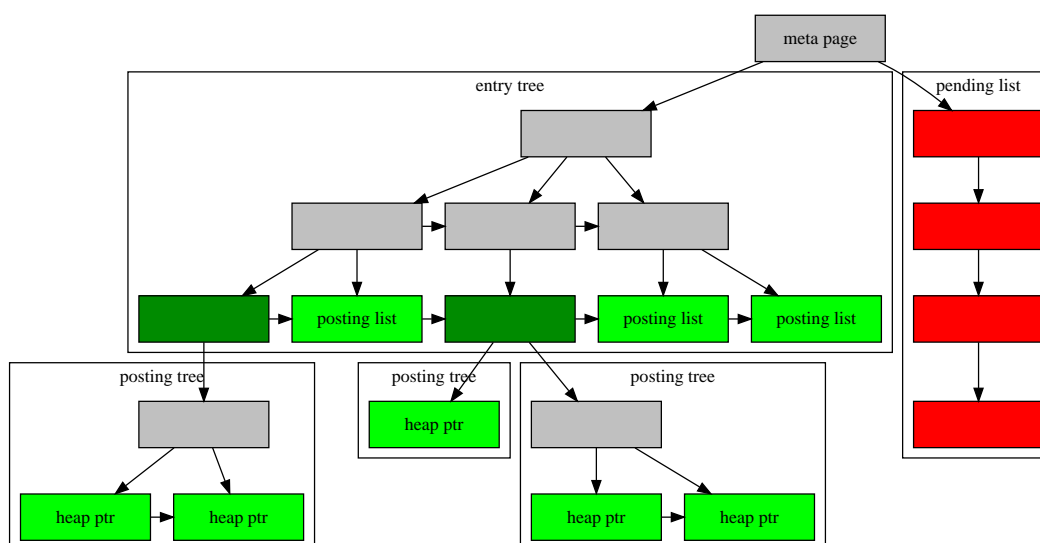 meta page
entry tree
pending list
posting list
posting list
posting list
posting tree
posting tree
posting tree
heap ptr
heap ptr
heap ptr
heap ptr
heap ptr